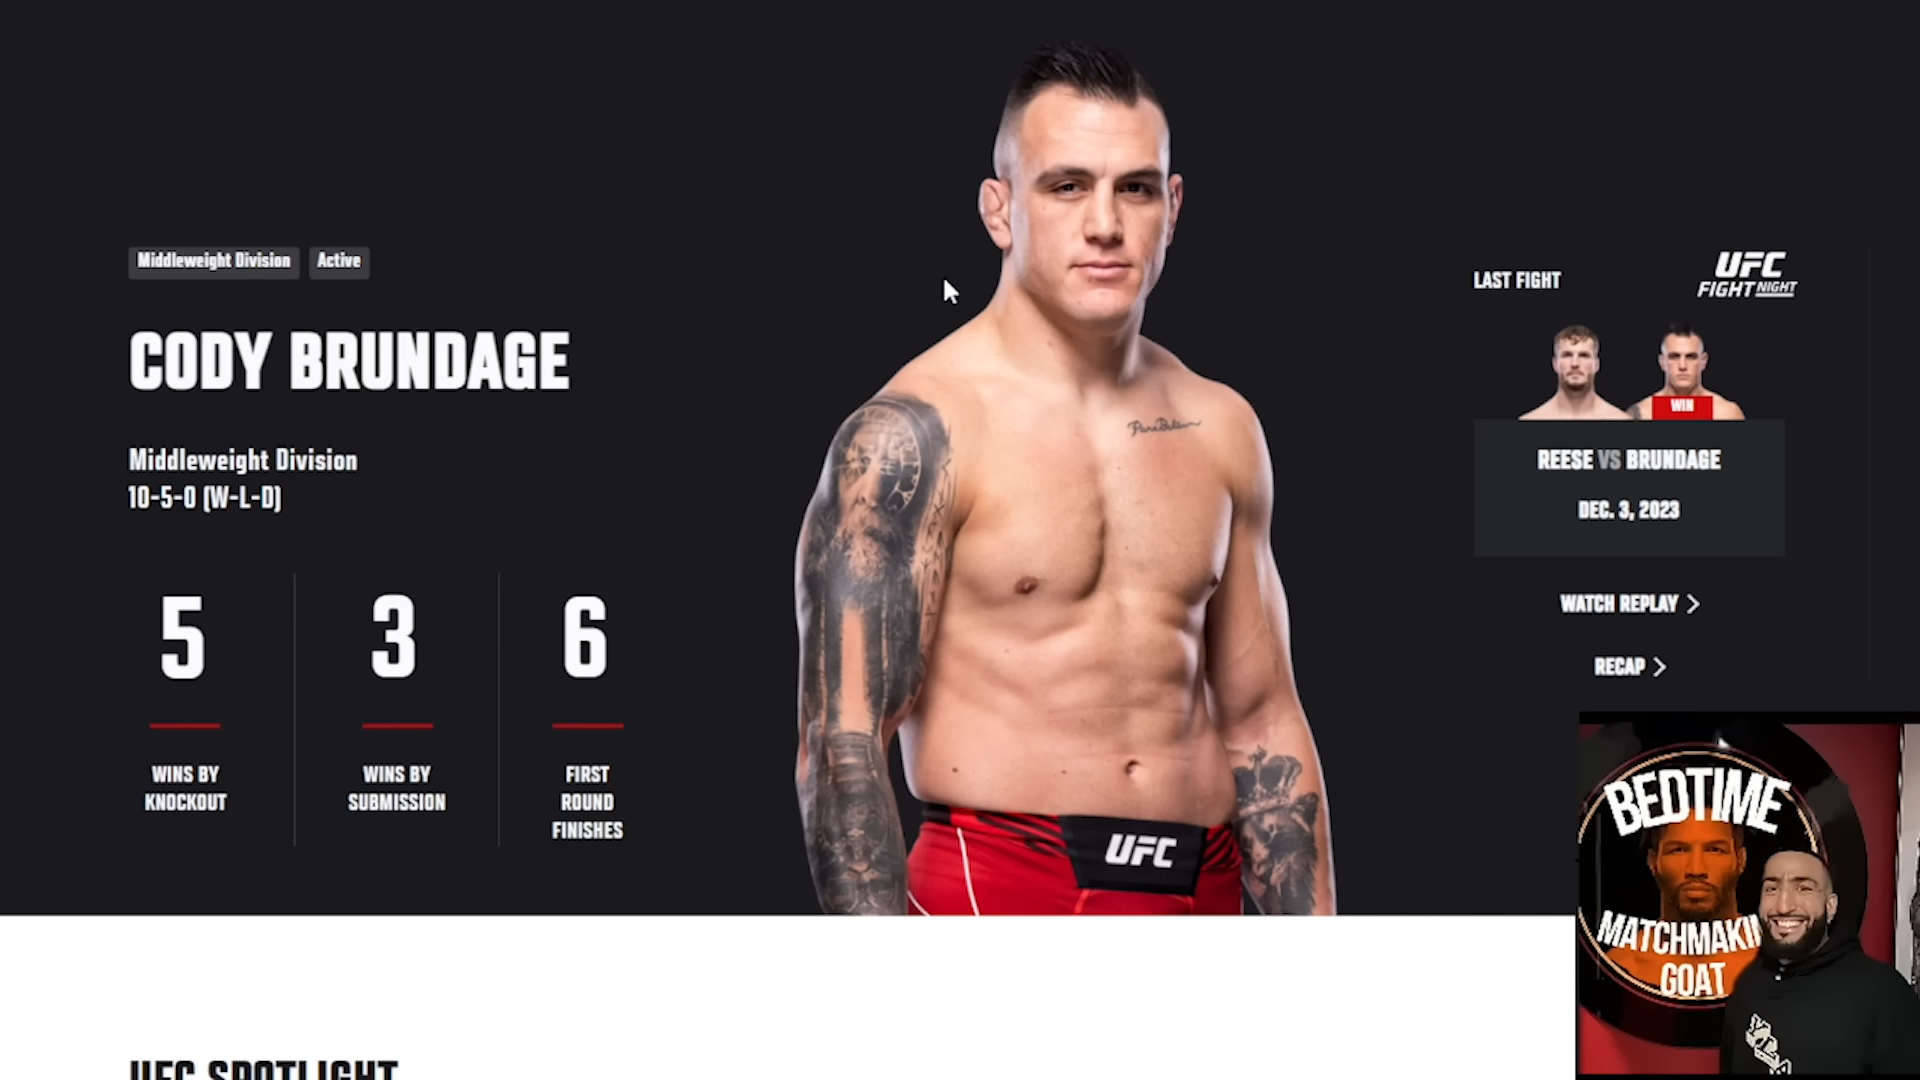 Middleweight Division
Active
CODY BRUNDAGE
Middleweight Division
10-5-0 (W-L-D)
5
WINS BY
KNOCKOUT
3
WINS BY
SUBMISSION
6
FIRST
ROUND
FINISHES
UFC
LAST FIGHT
UFC
FIGHT NIGHT
WIN
REESE VS BRUNDAGE
DEC. 3, 2023
WATCH REPLAY
RECAP
BEDTIME
MATCHMAKIN
GOAT
UFC SPOTLIGHT